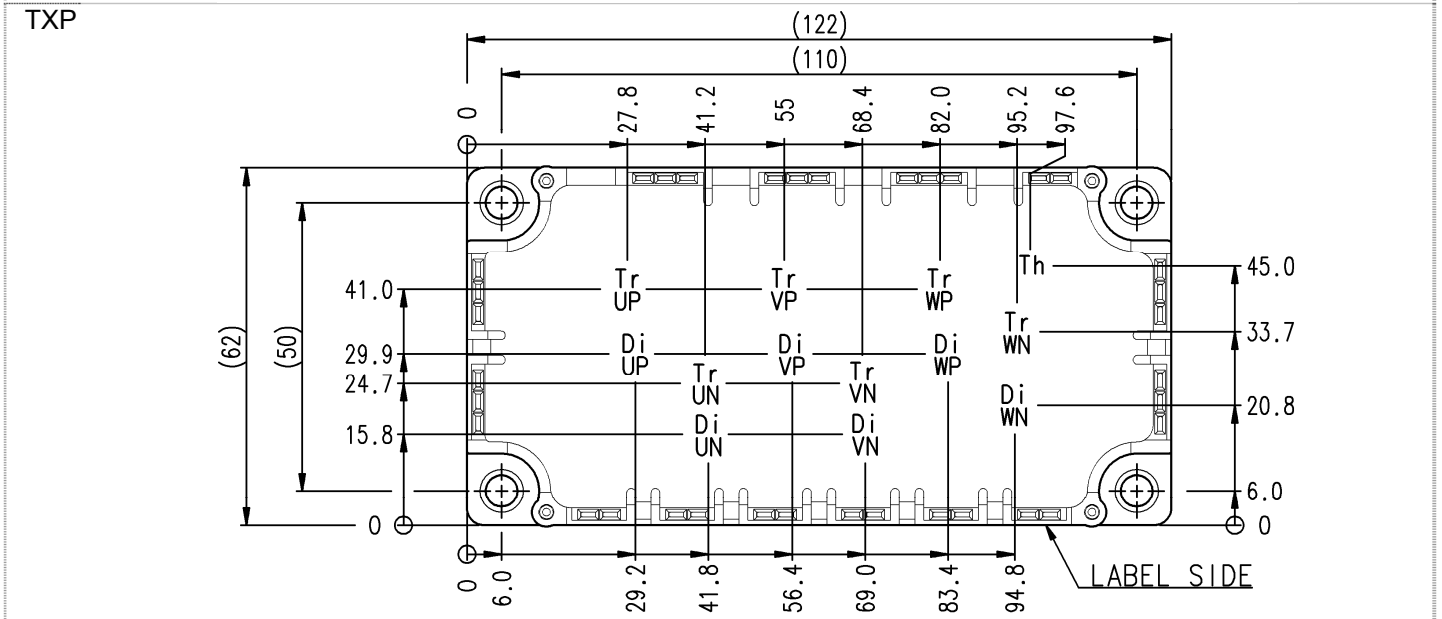 TXP
(122)
(110)
0 27.8 41.2 55 68.4 82.0 95.2 97.6
Th 45.0
Tr Tr Tr
41.0 UP VP WP
Tr
WN 33.7
(62) (50)
Di Di Di
29.9 UP VP WP
Tr Tr
24.7 UN VN
Di
WN 20.8
Di Di
15.8 UN VN
6.0
0 0
0 6.0 29.2 41.8 56.4 69.0 83.4 94.8
LABEL SIDE